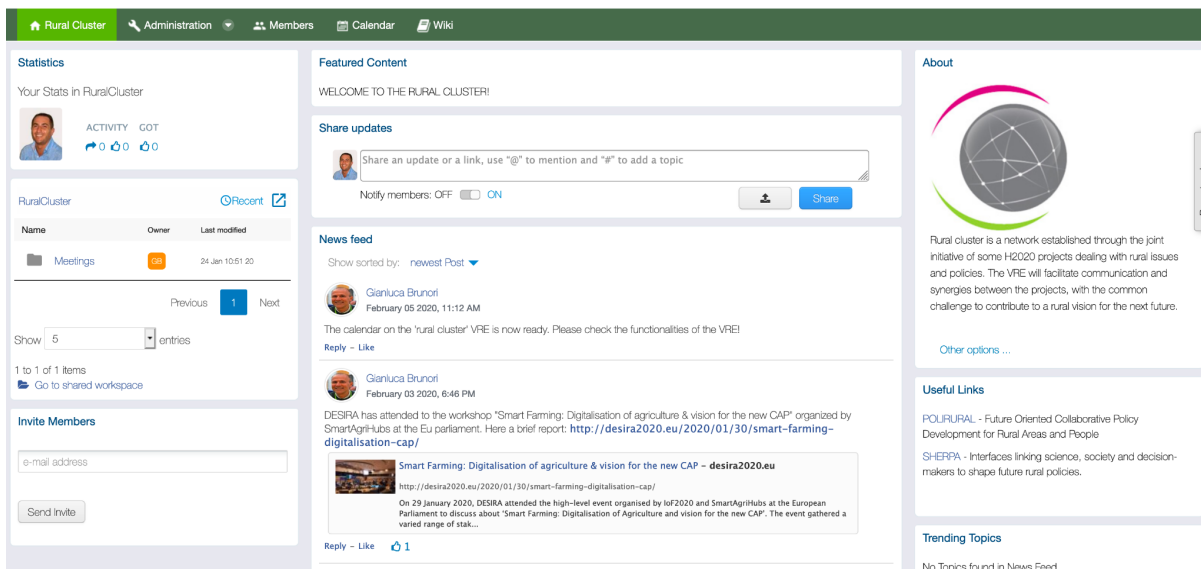 Rural Cluster
Administration
Members
Calendar
Wiki
Statistics
Your Stats in RuralCluster
ACTIVITY GOT
0 0 0
RuralCluster
Recent
Name Owner Last modified
Meetings GB 24 Jan 10:51 20
Previous 1 Next
Show 5 entries
1 to 1 of 1 items
Go to shared workspace
Invite Members
e-mail address
Send Invite
Featured Content
WELCOME TO THE RURAL CLUSTER!
Share updates
Share an update or a link, use "@" to mention and "#" to add a topic
Notify members: OFF ON
Share
News feed
Show sorted by: newest Post
Gianluca Brunori
February 05 2020, 11:12 AM
The calendar on the 'rural cluster' VRE is now ready. Please check the functionalities of the VRE!
Reply - Like
Gianluca Brunori
February 03 2020, 6:46 PM
DESIRA has attended to the workshop "Smart Farming: Digitalisation of agriculture & vision for the new CAP" organized by
SmartAgriHubs at the Eu parliament. Here a brief report: http://desira2020.eu/2020/01/30/smart-farming-
digitalisation-cap/
Smart Farming: Digitalisation of agriculture & vision for the new CAP - desira2020.eu
http://desira2020.eu/2020/01/30/smart-farming-digitalisation-cap/
On 29 January 2020, DESIRA attended the high-level event organised by IoF2020 and SmartAgriHubs at the European
Parliament to discuss about 'Smart Farming: Digitalisation of Agriculture and vision for the new CAP'. The event gathered a
varied range of stak...
Reply - Like 1
About
Rural cluster is a network established through the joint
initiative of some H2020 projects dealing with rural issues
and policies. The VRE will facilitate communication and
synergies between the projects, with the common
challenge to contribute to a rural vision for the next future.
Other options ...
Useful Links
POLIRURAL - Future Oriented Collaborative Policy
Development for Rural Areas and People
SHERPA - Interfaces linking science, society and decision-
makers to shape future rural policies.
Trending Topics
No Topics found in News Feed